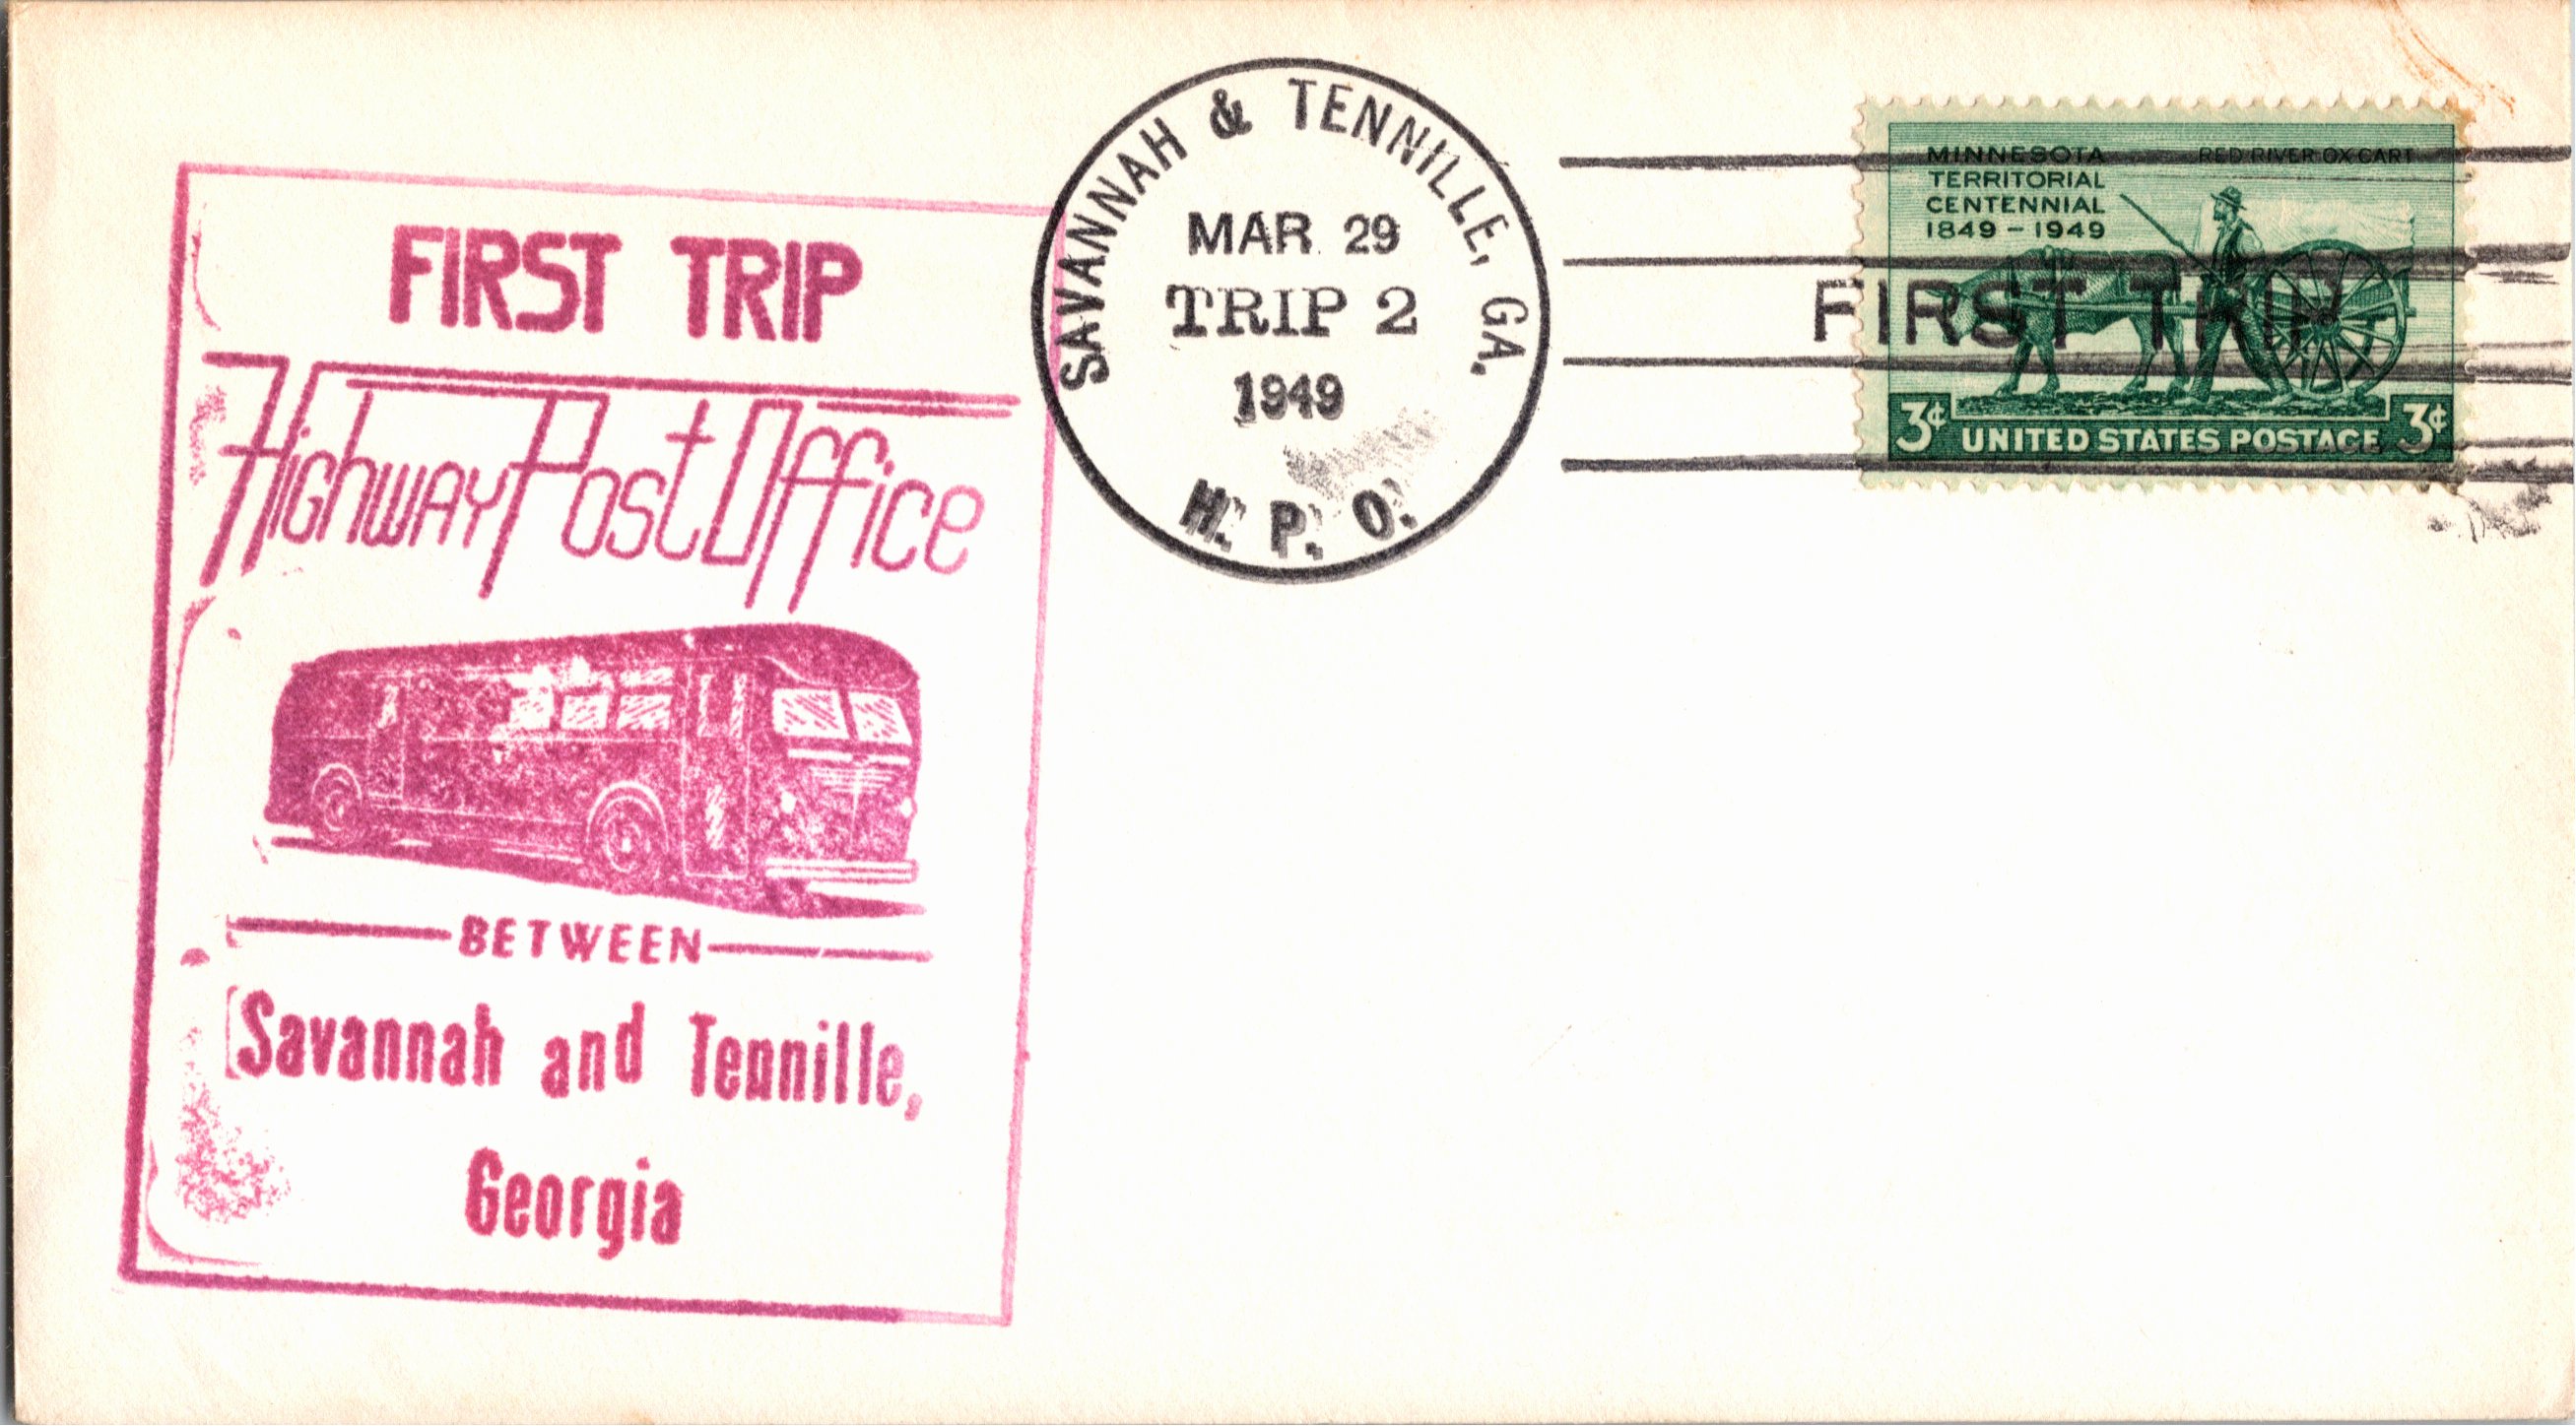 FIRST TRIP
Highway Post Office
BETWEEN
Savannah and Tennille,
Georgia
SAVANNAH & TENNILLE, GA.
MAR 29
TRIP 2
1949
H. P. O.
FIRST TRIP
MINNESOTA
TERRITORIAL
CENTENNIAL
1849 - 1949
RED RIVER OX CART
3¢ UNITED STATES POSTAGE 3¢